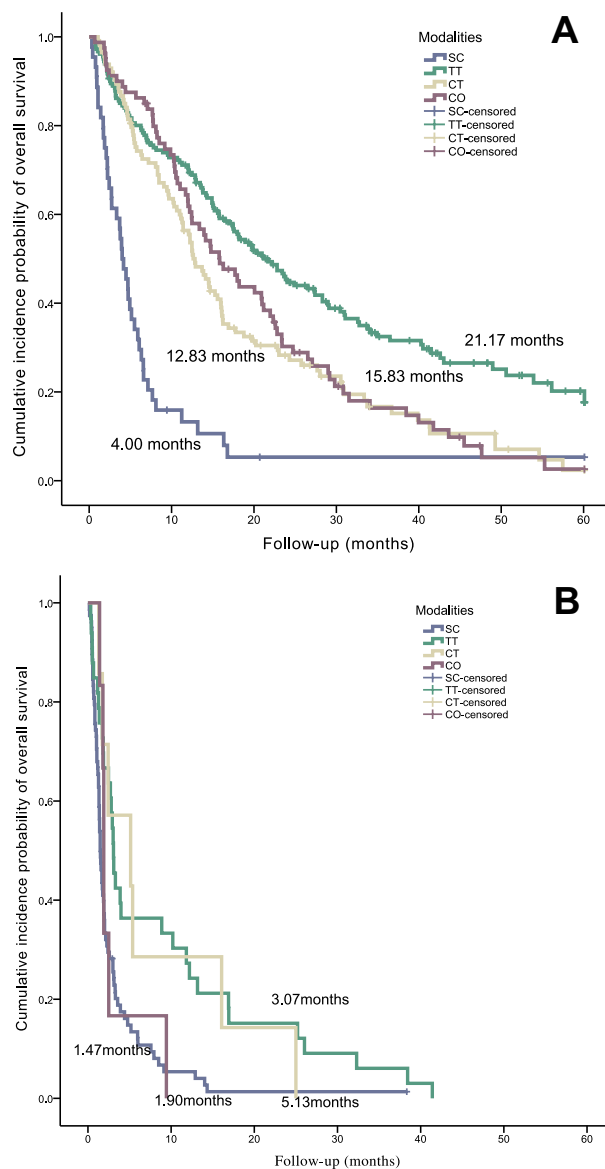 A
Modalities
SC
TT
CT
CO
SC-censored
TT-censored
CT-censored
CO-censored
Cumulative incidence probability of overall survival
1.0
0.8
0.6
0.4
0.2
0.0
21.17 months
12.83 months
15.83 months
4.00 months
0 10 20 30 40 50 60
Follow-up (months)
B
Modalities
SC
TT
CT
CO
SC-censored
TT-censored
CT-censored
CO-censored
Cumulative incidence probability of overall survival
1.0
0.8
0.6
0.4
0.2
0.0
3.07months
1.47months
1.90months
5.13months
0 10 20 30 40 50 60
Follow-up (months)